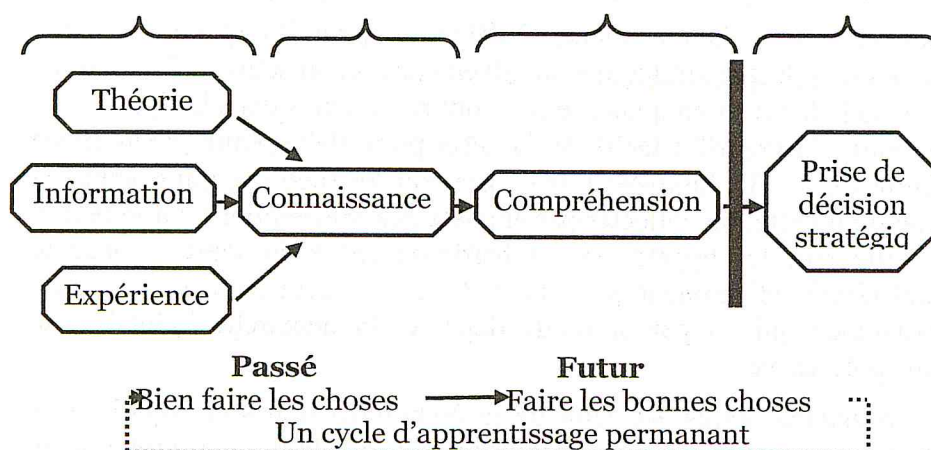 Théorie
Information
Connaissance
Compréhension
Prise de
décision
stratégiq
Expérience
Passé
Futur
Bien faire les choses
Faire les bonnes choses
Un cycle d'apprentissage permanant